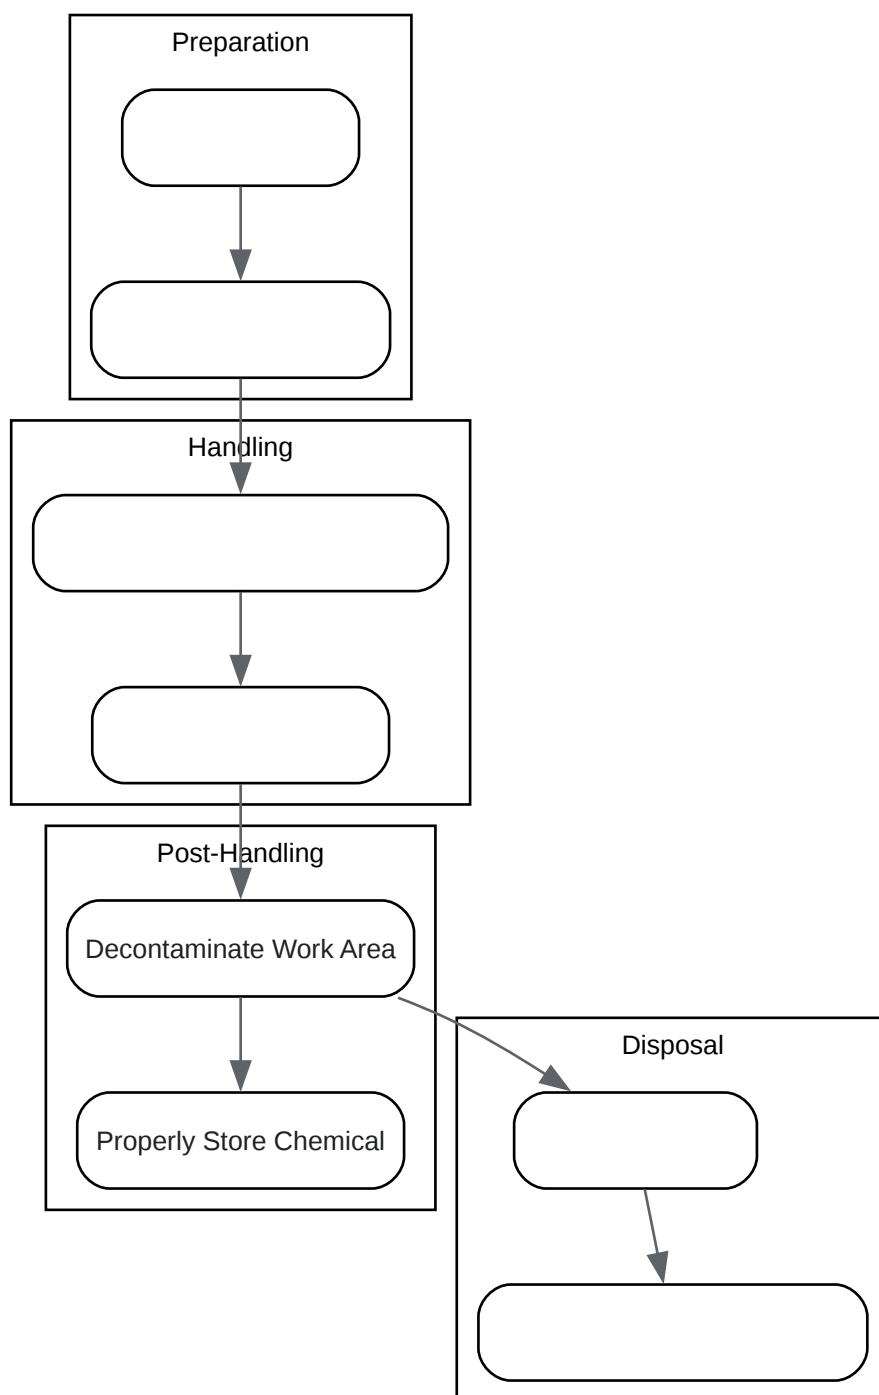 Preparation
Handling
Post-Handling
Decontaminate Work Area
Disposal
Properly Store Chemical